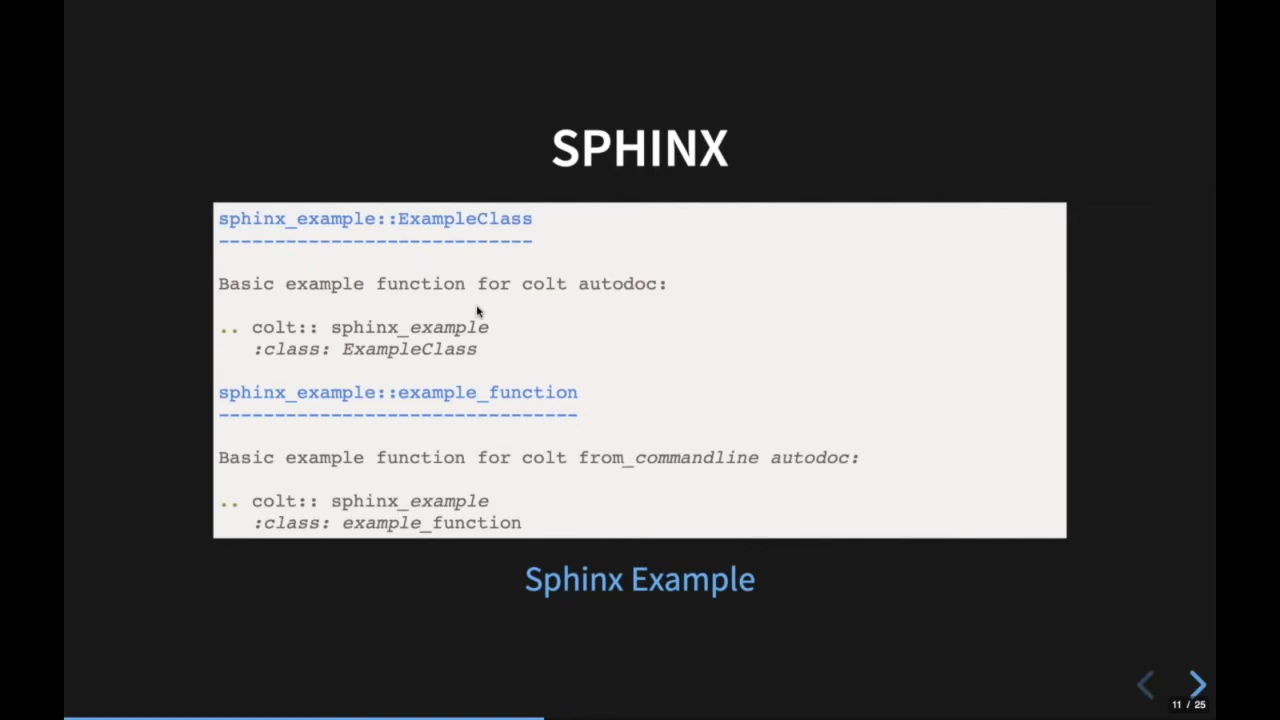 SPHINX
sphinx_example::ExampleClass
----------------------------
Basic example function for colt autodoc:
.. colt:: sphinx_example
:class: ExampleClass
sphinx_example::example_function
--------------------------------
Basic example function for colt from_commandline autodoc:
.. colt:: sphinx_example
:class: example_function
Sphinx Example
11 / 25